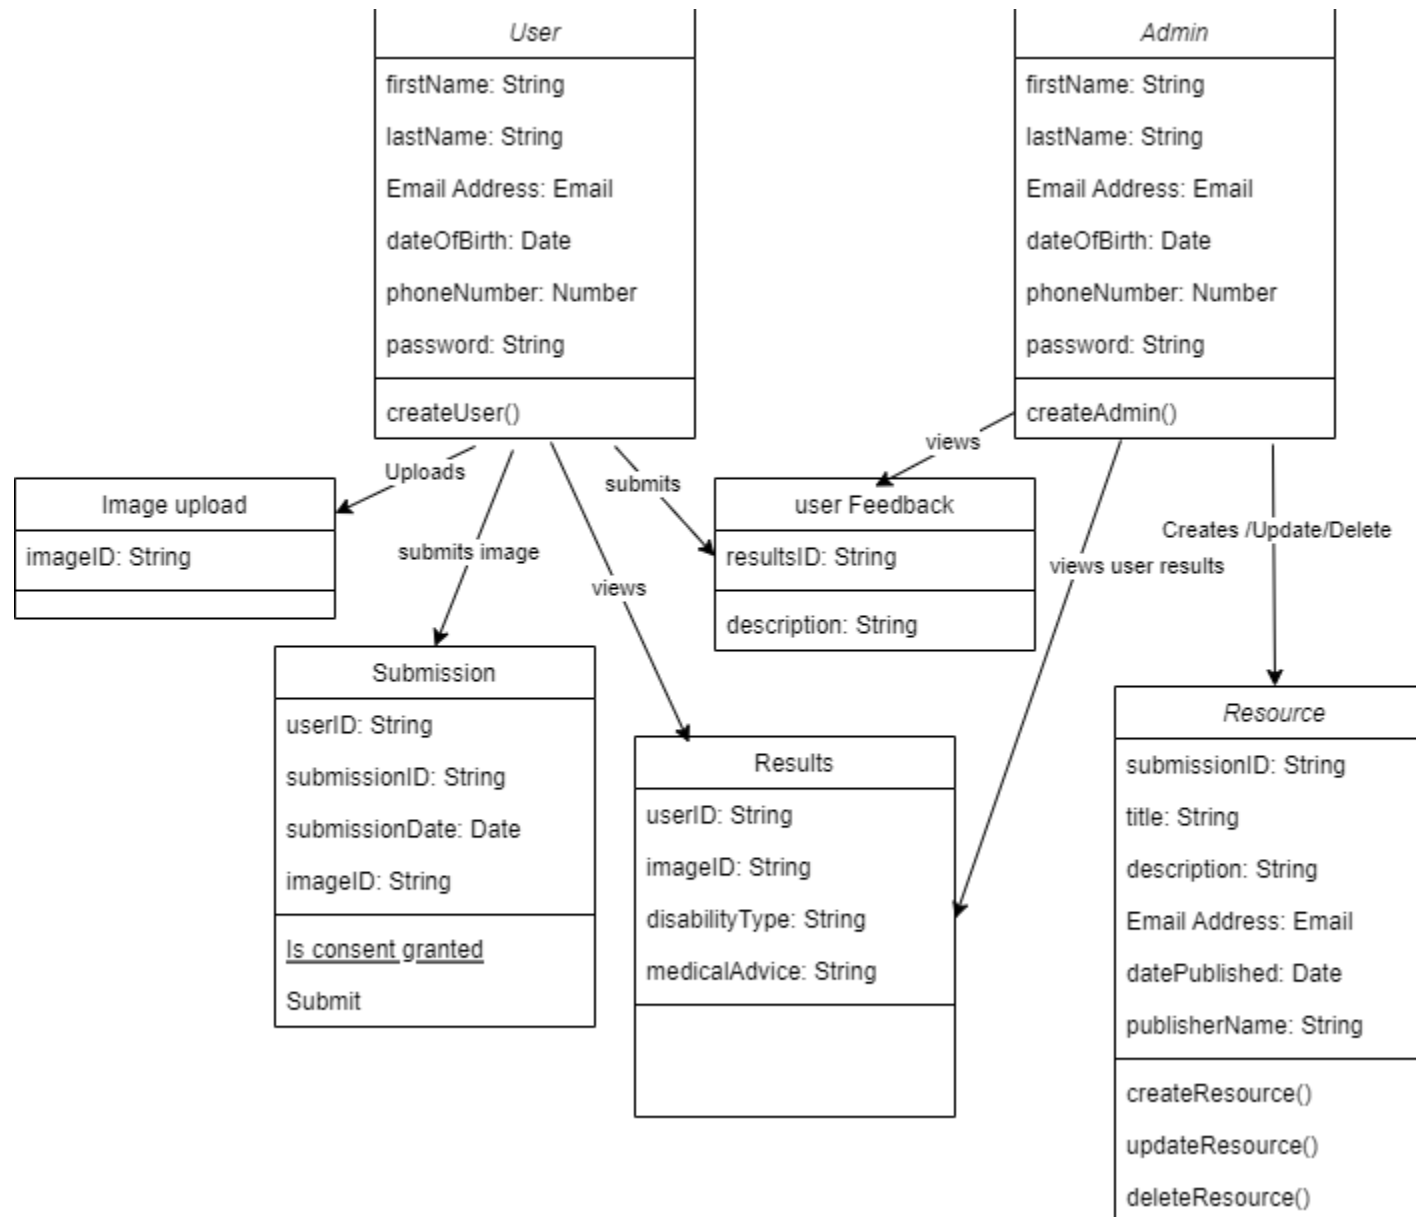 User
firstName: String
lastName: String
Email Address: Email
dateOfBirth: Date
phoneNumber: Number
password: String
createUser()
Admin
firstName: String
lastName: String
Email Address: Email
dateOfBirth: Date
phoneNumber: Number
password: String
createAdmin()
Uploads
submits image
views
submits
views
views user results
Creates /Update/Delete
Image upload
imageID: String
user Feedback
resultsID: String
description: String
Submission
userID: String
submissionID: String
submissionDate: Date
imageID: String
Is consent granted
Submit
Results
userID: String
imageID: String
disabilityType: String
medicalAdvice: String
Resource
submissionID: String
title: String
description: String
Email Address: Email
datePublished: Date
publisherName: String
createResource()
updateResource()
deleteResource()